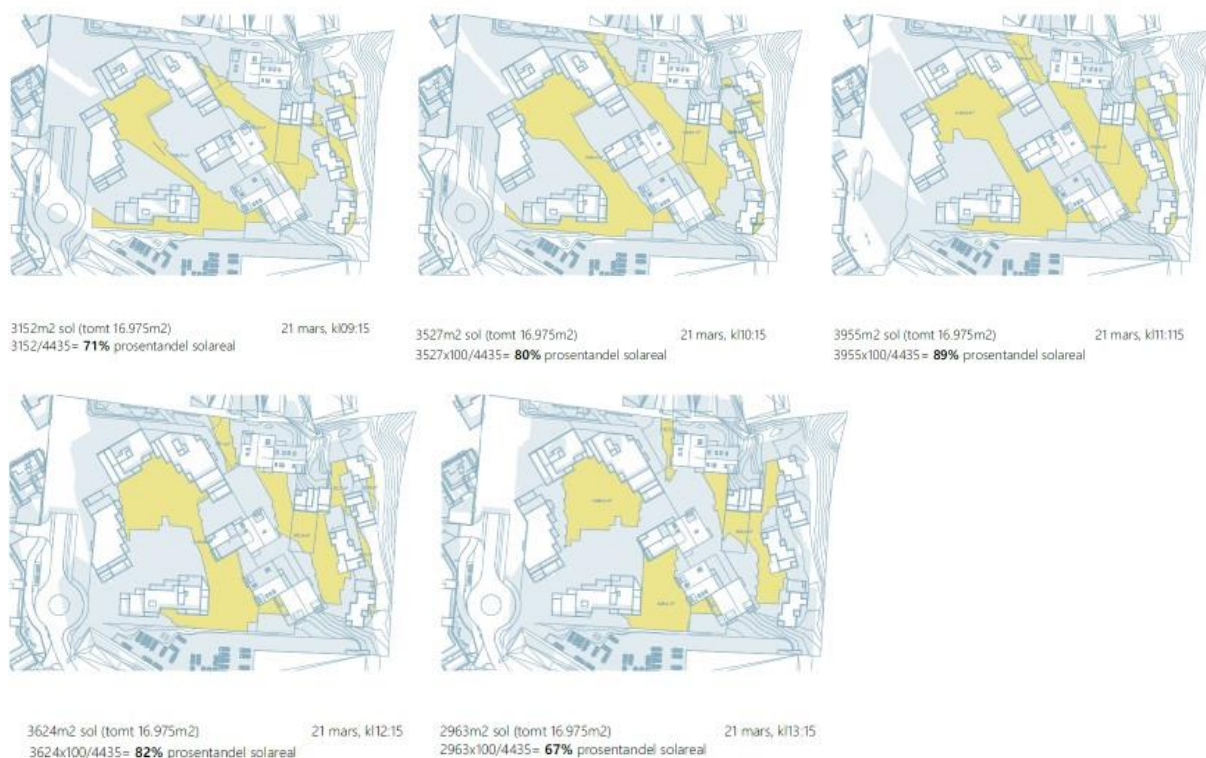 3152m2 sol (tomt 16.975m2) 21 mars, kl09:15
3152/4435= 71% prosentandel solareal
3527m2 sol (tomt 16.975m2) 21 mars, kl10:15
3527x100/4435= 80% prosentandel solareal
3955m2 sol (tomt 16.975m2) 21 mars, kl11:115
3955x100/4435= 89% prosentandel solareal
3624m2 sol (tomt 16.975m2) 21 mars, kl12:15
3624x100/4435= 82% prosentandel solareal
2963m2 sol (tomt 16.975m2) 21 mars, kl13:15
2963x100/4435= 67% prosentandel solareal